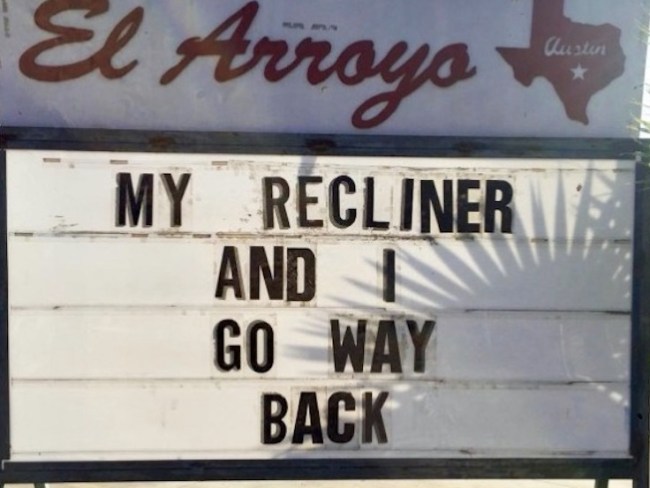 El Arroyo
Austin
MY RECLINER
AND I
GO WAY
BACK